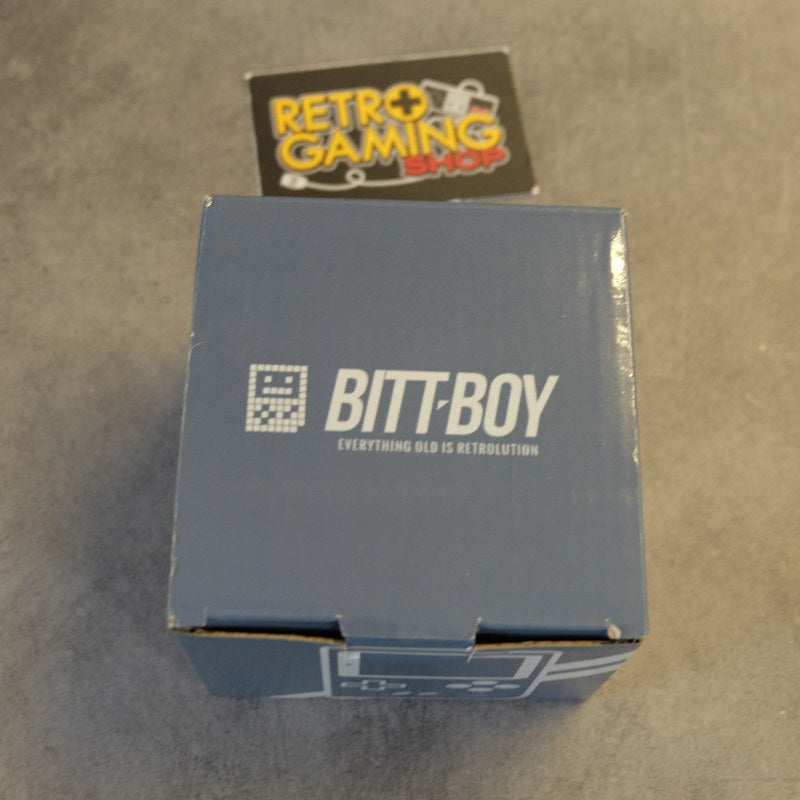 RETRO
GAMING
SHOP
BITT-BOY
EVERYTHING OLD IS RETROLUTION